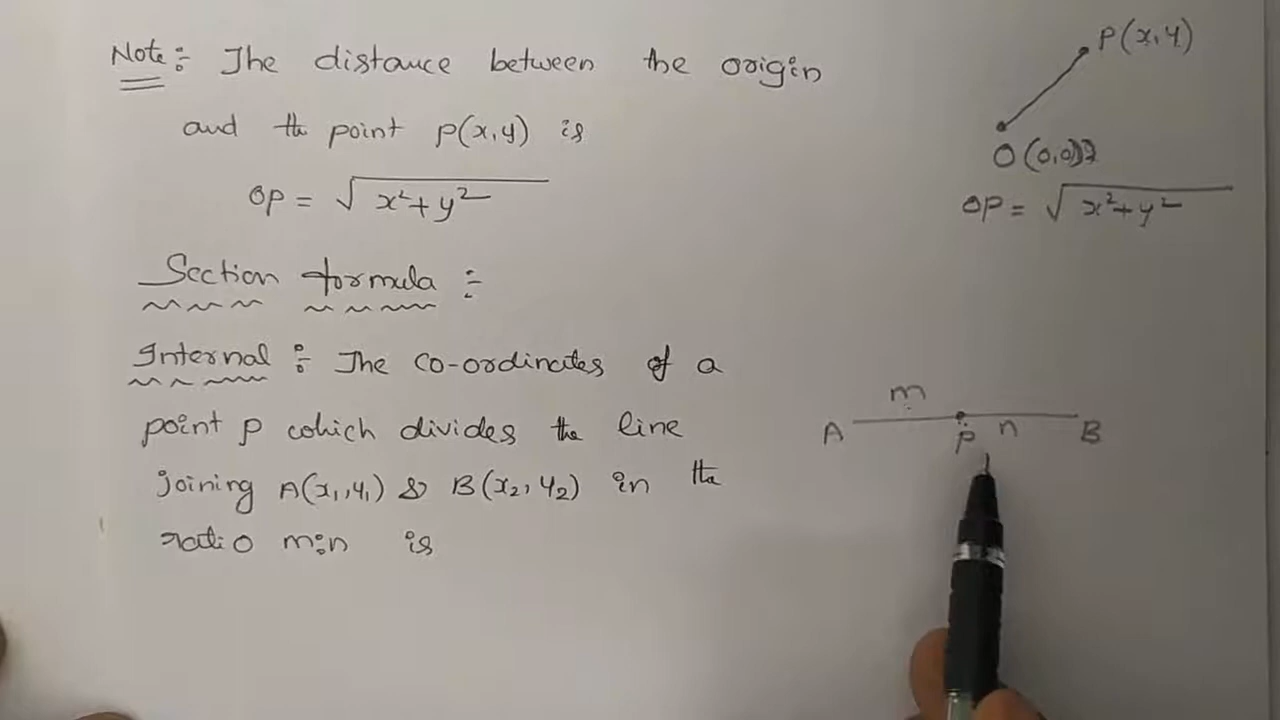 Note:- The distance between the origin
and the point P(x,y) is
OP = √x²+y²
P(x,y)
O(0,0)
OP = √x²+y²
Section formula :-
Internal :- The co-ordinates of a
point P which divides the line
joining A(x₁,y₁) & B(x₂,y₂) in the
ratio m:n is
m
A P n B